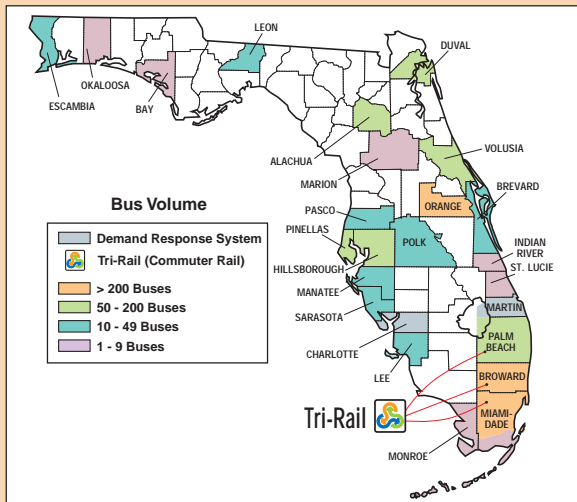 LEON
DUVAL
ESCAMBIA
OKALOOSA
BAY
ALACHUA
VOLUSIA
MARION
BREVARD
ORANGE
PASCO
PINELLAS
POLK
INDIAN
RIVER
ST. LUCIE
HILLSBOROUGH
MANATEE
MARTIN
SARASOTA
PALM
BEACH
CHARLOTTE
LEE
BROWARD
MIAMI-
DADE
MONROE
Bus Volume
Demand Response System
Tri-Rail (Commuter Rail)
> 200 Buses
50 - 200 Buses
10 - 49 Buses
1 - 9 Buses
Tri-Rail